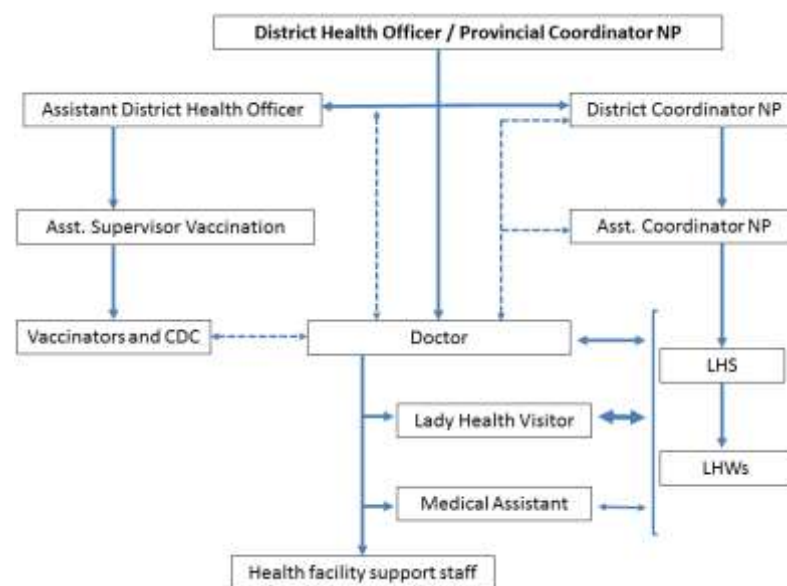 District Health Officer / Provincial Coordinator NP
Assistant District Health Officer
District Coordinator NP
Asst. Supervisor Vaccination
Asst. Coordinator NP
Vaccinators and CDC
Doctor
LHS
Lady Health Visitor
LHWs
Medical Assistant
Health facility support staff